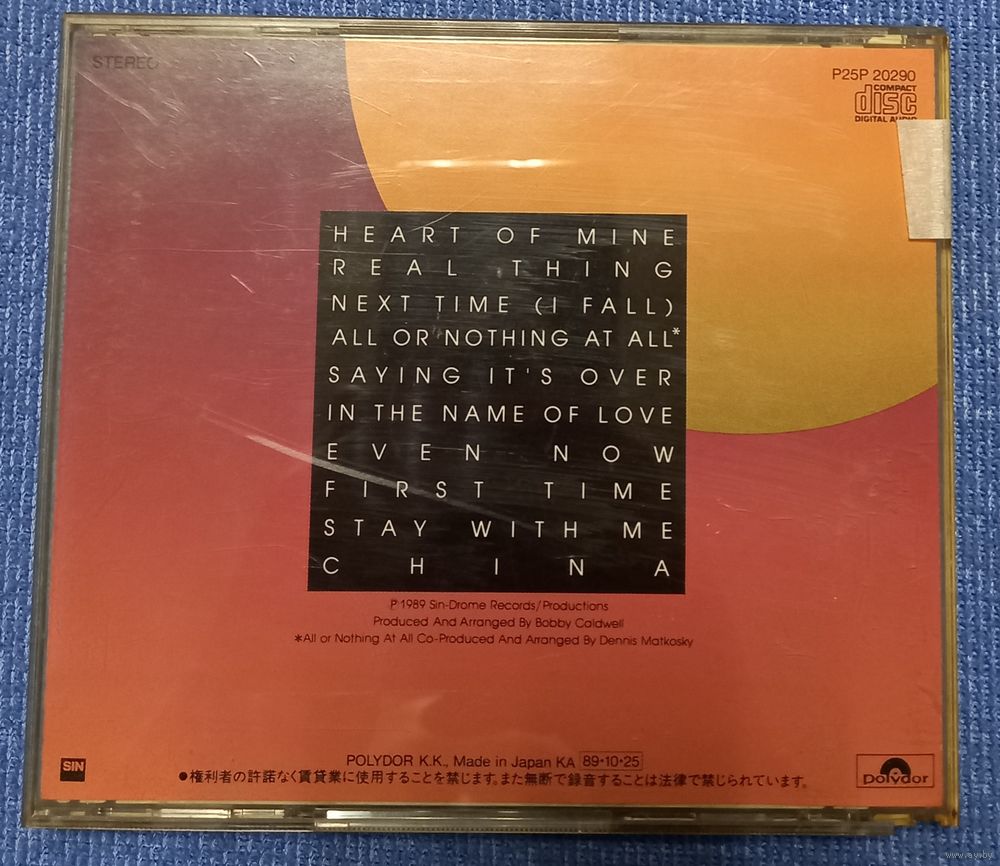 STEREO
P25P 20290
COMPACT
disc
DIGITAL AUDIO
HEART OF MINE
REAL THING
NEXT TIME (I FALL)
ALL OR NOTHING AT ALL*
SAYING IT'S OVER
IN THE NAME OF LOVE
EVEN NOW
FIRST TIME
STAY WITH ME
CHINA
℗1989 Sin-Drome Records/Productions
Produced And Arranged By Bobby Caldwell
*All or Nothing At All Co-Produced And Arranged By Dennis Matkosky
SIN
POLYDOR K.K., Made in Japan KA 89・10・25
●権利者の許諾なく賃貸業に使用することを禁じます。また無断で録音することは法律で禁じられています。
polydor
www.ay.by